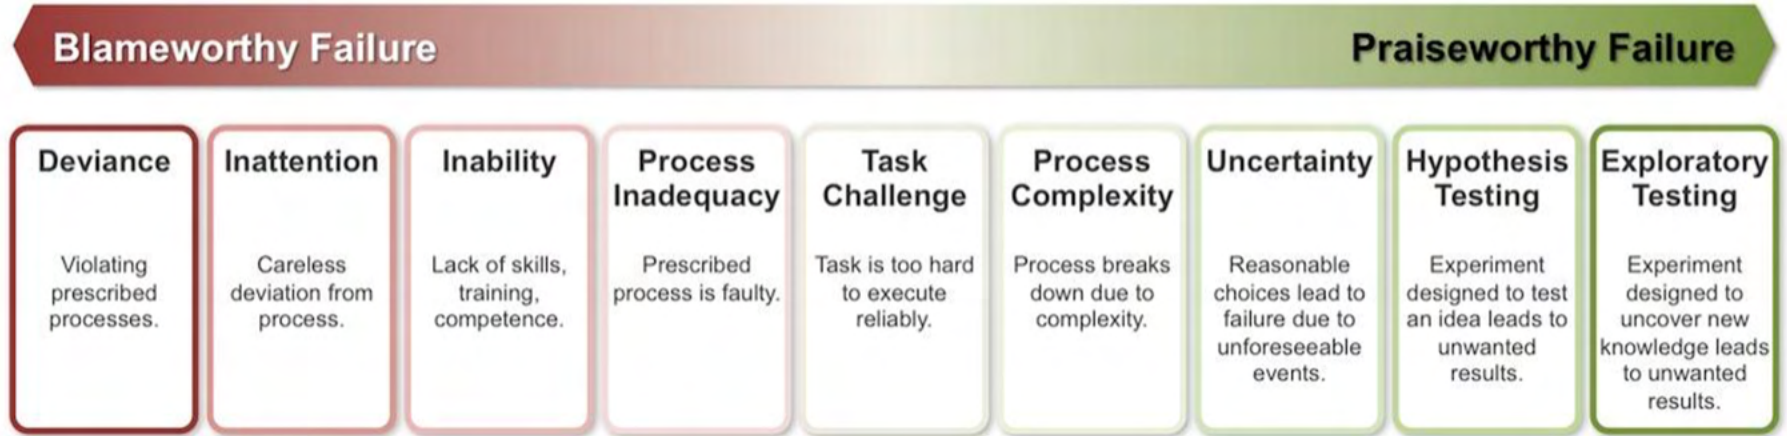 Blameworthy Failure
Praiseworthy Failure
Deviance
Violating
prescribed
processes.
Inattention
Careless
deviation from
process.
Inability
Lack of skills,
training,
competence.
Process
Inadequacy
Prescribed
process is faulty.
Task
Challenge
Task is too hard
to execute
reliably.
Process
Complexity
Process breaks
down due to
complexity.
Uncertainty
Reasonable
choices lead to
failure due to
unforeseeable
events.
Hypothesis
Testing
Experiment
designed to test
an idea leads to
unwanted
results.
Exploratory
Testing
Experiment
designed to
uncover new
knowledge leads
to unwanted
results.